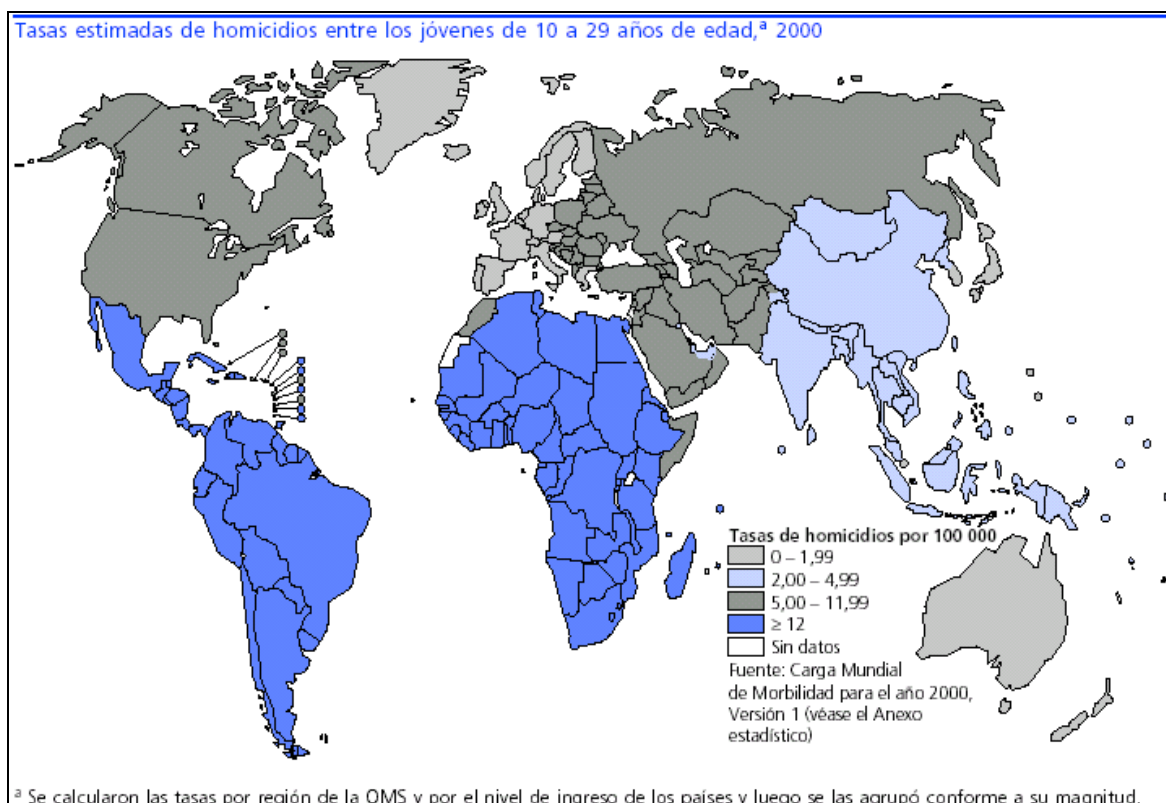 Tasas estimadas de homicidios entre los jóvenes de 10 a 29 años de edad,ª 2000
Tasas de homicidios por 100 000
0 – 1,99
2,00 – 4,99
5,00 – 11,99
≥ 12
Sin datos
Fuente: Carga Mundial
de Morbilidad para el año 2000,
Versión 1 (véase el Anexo
estadístico)
ª Se calcularon las tasas por región de la OMS y por el nivel de ingreso de los países y luego se las agrupó conforme a su magnitud.